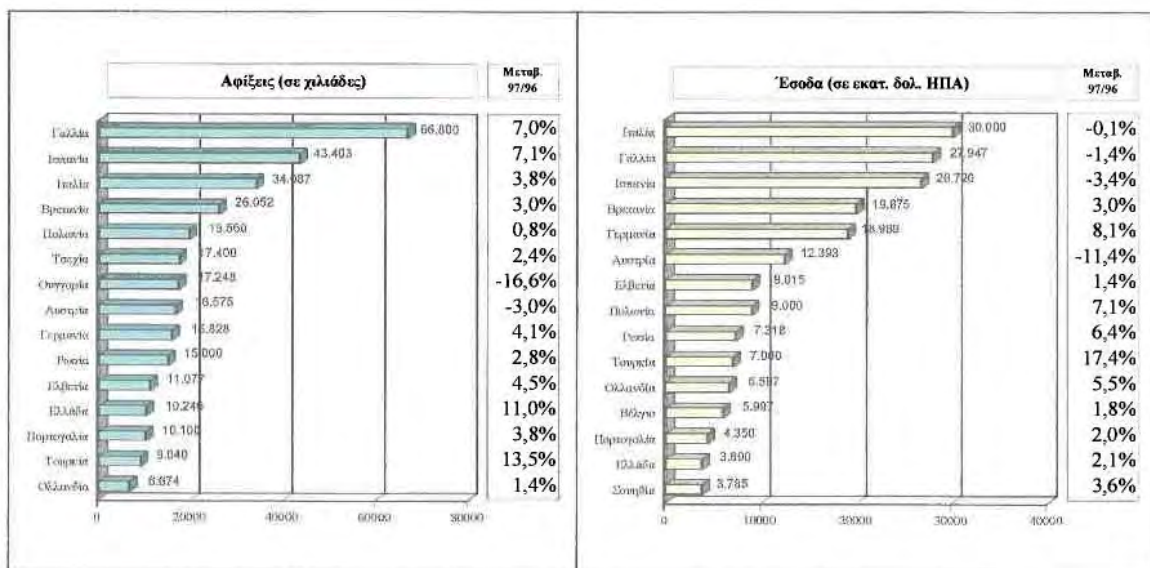 Αφίξεις (σε χιλιάδες)
Μεταβ.
97/96
Γαλλία 66.800 7,0%
Ισπανία 43.403 7,1%
Ιταλία 34.087 3,8%
Βρετανία 26.052 3,0%
Πολωνία 19.560 0,8%
Τσεχία 17.400 2,4%
Ουγγαρία 17.248 -16,6%
Αυστρία 16.575 -3,0%
Γερμανία 15.828 4,1%
Ρωσία 15.000 2,8%
Ελβετία 11.077 4,5%
Ελλάδα 10.246 11,0%
Πορτογαλία 10.100 3,8%
Τουρκία 9.040 13,5%
Ολλανδία 6.674 1,4%
0 20000 40000 60000 80000
Έσοδα (σε εκατ. δολ. ΗΠΑ)
Μεταβ.
97/96
Ιταλία 30.000 -0,1%
Γαλλία 27.947 -1,4%
Ισπανία 26.720 -3,4%
Βρετανία 19.875 3,0%
Γερμανία 18.989 8,1%
Αυστρία 12.393 -11,4%
Ελβετία 9.015 1,4%
Πολωνία 9.000 7,1%
Ρωσία 7.318 6,4%
Τουρκία 7.000 17,4%
Ολλανδία 6.597 5,5%
Βέλγιο 5.997 1,8%
Πορτογαλία 4.350 2,0%
Ελλάδα 2,1%
Σουηδία 3.785 3,6%
0 10000 20000 30000 40000